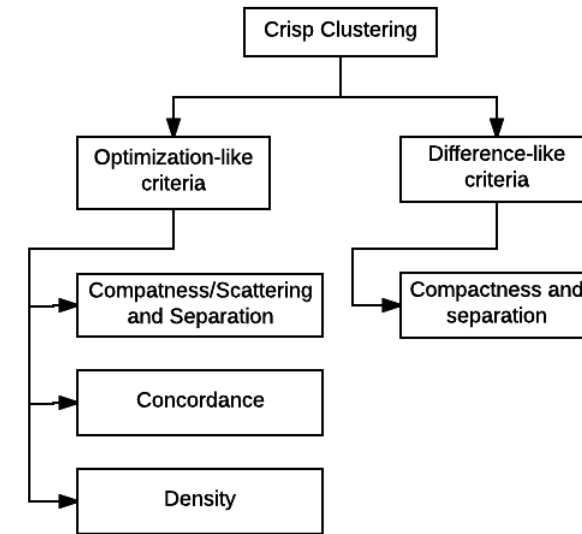 Crisp Clustering
Optimization-like
criteria
Difference-like
criteria
Compatness/Scattering
and Separation
Compactness and
separation
Concordance
Density